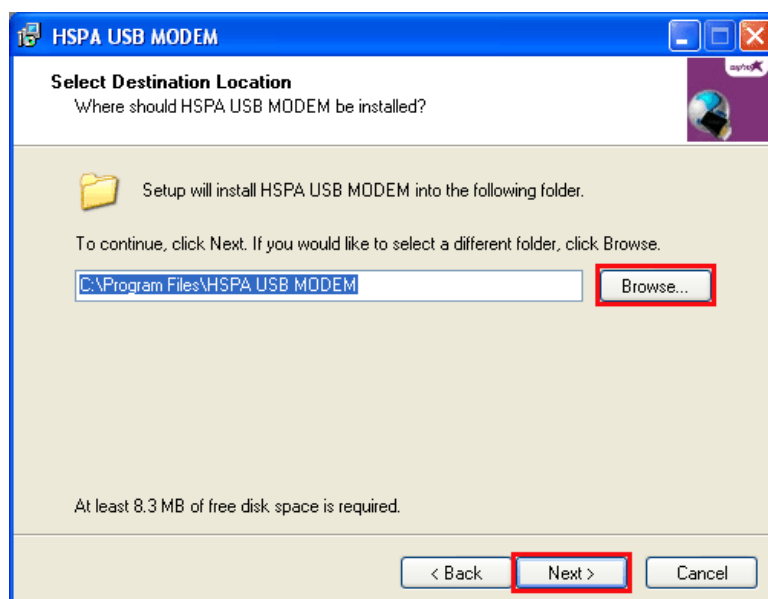 HSPA USB MODEM
Select Destination Location
Where should HSPA USB MODEM be installed?
Setup will install HSPA USB MODEM into the following folder.
To continue, click Next. If you would like to select a different folder, click Browse.
C:\Program Files\HSPA USB MODEM
Browse...
At least 8.3 MB of free disk space is required.
< Back
Next >
Cancel